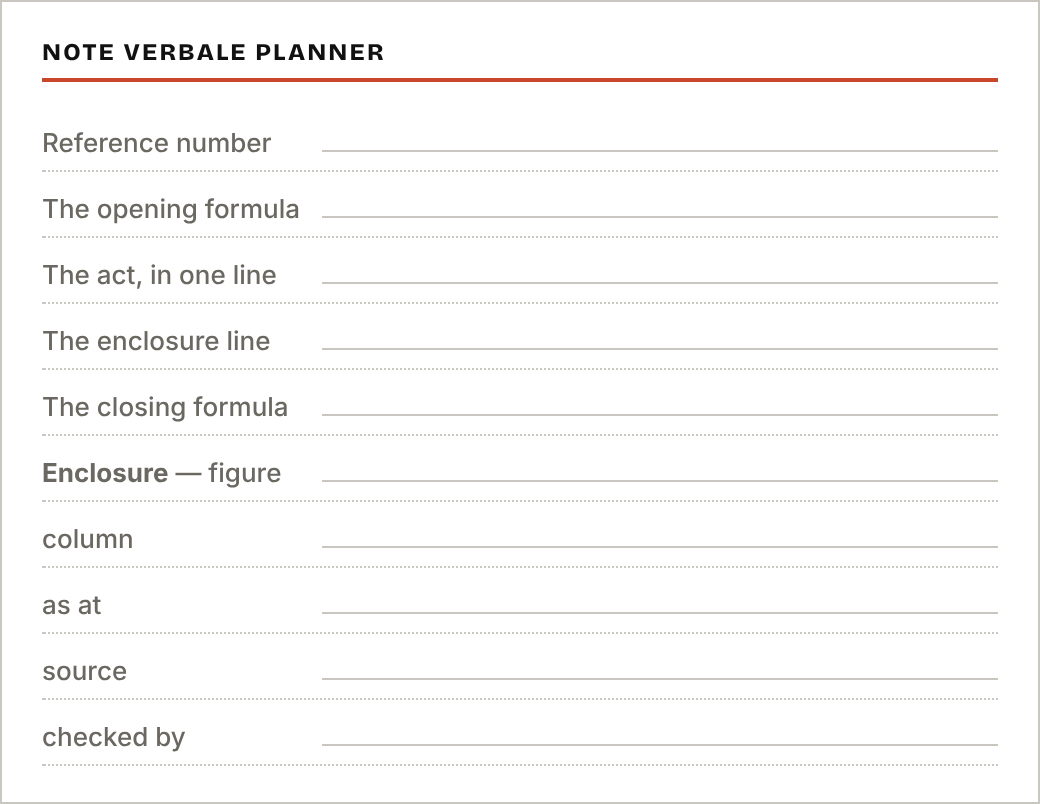 NOTE VERBALE PLANNER
Reference number
The opening formula
The act, in one line
The enclosure line
The closing formula
Enclosure — figure
column
as at
source
checked by